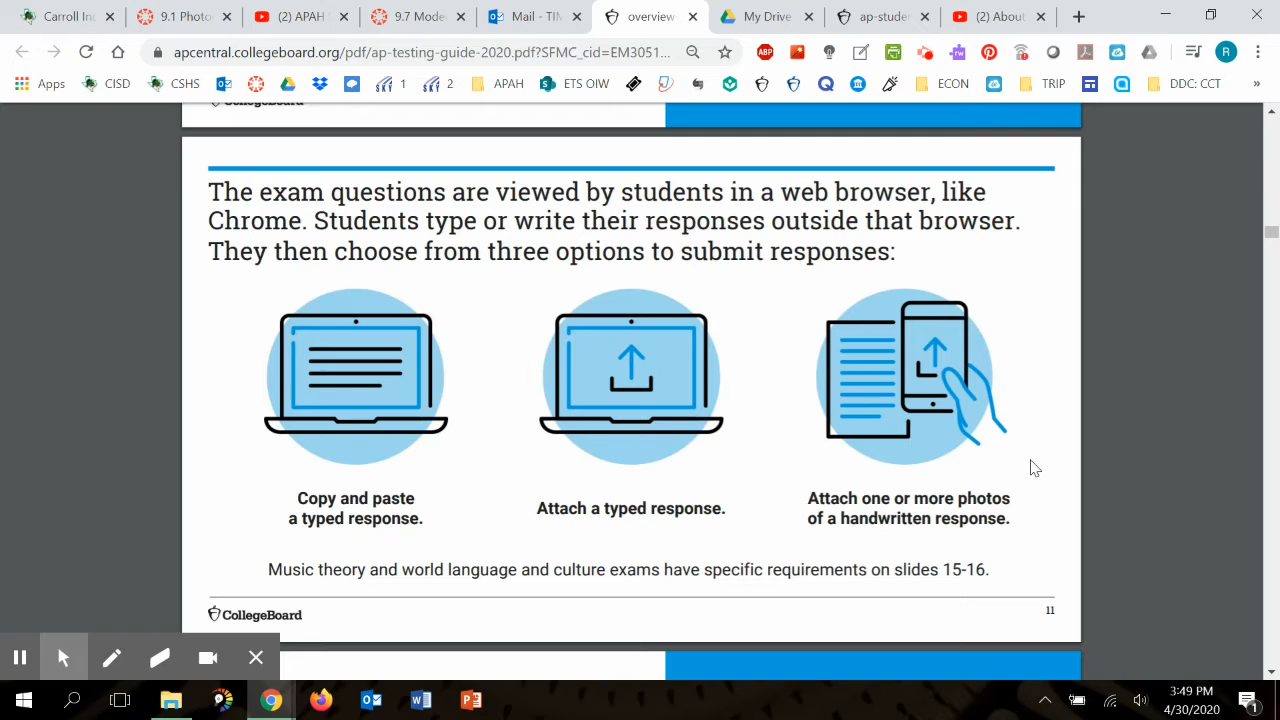 Carroll In
9.1 Photo
(2) APAH
9.7 Mode
Mail - TIM
overview
My Drive
ap-stude
(2) About
apcentral.collegeboard.org/pdf/ap-testing-guide-2020.pdf?SFMC_cid=EM3051...
R
Apps
CISD
CSHS
1
2
APAH
ETS OIW
ECON
TRIP
DDC: CCT
»
CollegeBoard
The exam questions are viewed by students in a web browser, like
Chrome. Students type or write their responses outside that browser.
They then choose from three options to submit responses:
Copy and paste
a typed response.
Attach a typed response.
Attach one or more photos
of a handwritten response.
Music theory and world language and culture exams have specific requirements on slides 15-16.
CollegeBoard
11
3:49 PM
4/30/2020
1